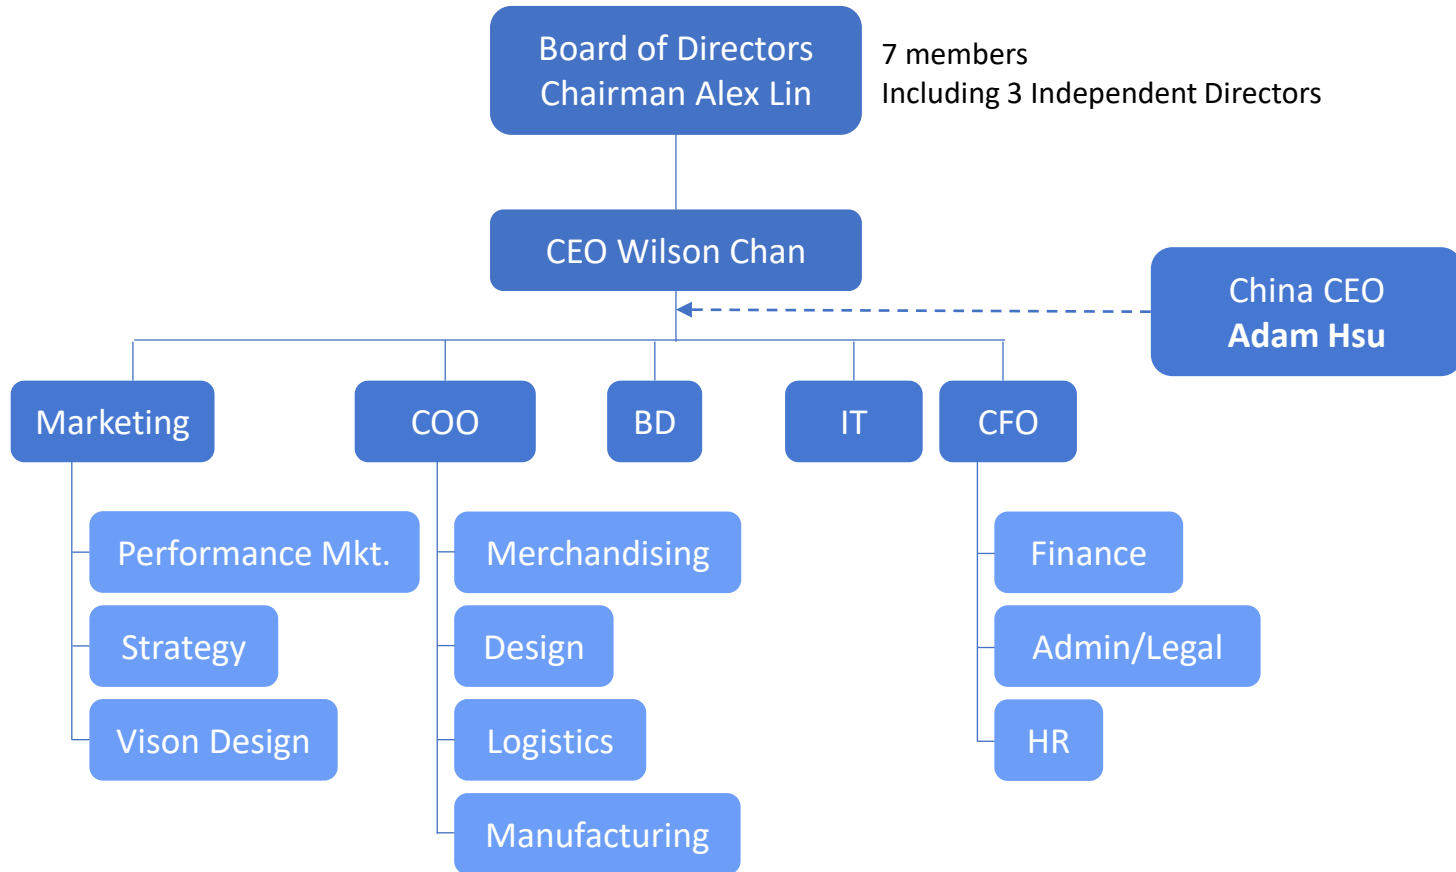 Board of Directors
Chairman Alex Lin
7 members
Including 3 Independent Directors
CEO Wilson Chan
China CEO
Adam Hsu
Marketing
COO
BD
IT
CFO
Performance Mkt.
Strategy
Vison Design
Merchandising
Design
Logistics
Manufacturing
Finance
Admin/Legal
HR